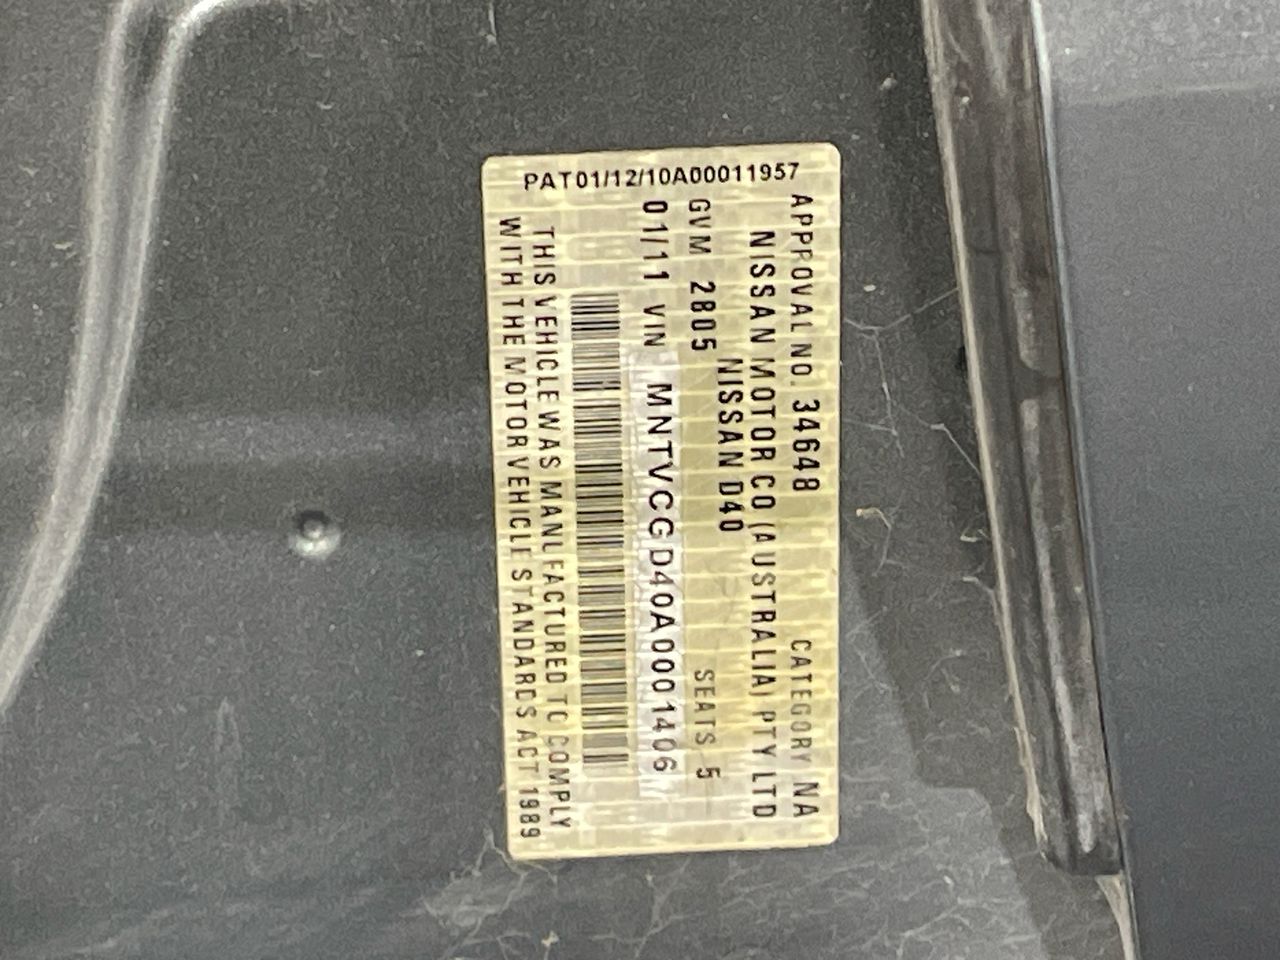 PAT01/12/10A00011957
APPROVAL NO. 34648 CATEGORY NA
NISSAN MOTOR CO (AUSTRALIA) PTY LTD
NISSAN D40
GVM 2805 SEATS 5
01/11 VIN MNTVCGD40A0001406
THIS VEHICLE WAS MANUFACTURED TO COMPLY
WITH THE MOTOR VEHICLE STANDARDS ACT 1989